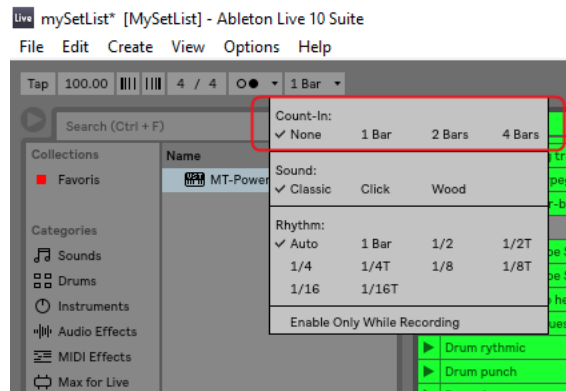 Live mySetList* [MySetList] - Ableton Live 10 Suite
File Edit Create View Options Help
Tap 100.00 4 / 4 1 Bar
Search (Ctrl + F)
Count-In:
✓ None 1 Bar 2 Bars 4 Bars
Collections
Name
Favoris
MT-Power
Sound:
✓ Classic Click Wood
Categories
Rhythm:
✓ Auto 1 Bar 1/2 1/2T
Sounds
1/4 1/4T 1/8 1/8T
Drums
1/16 1/16T
Instruments
Enable Only While Recording
Audio Effects
Drum rythmic
MIDI Effects
Drum punch
Max for Live